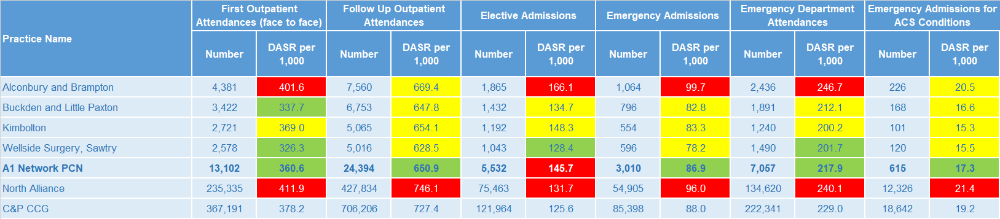 Practice Name
First Outpatient Attendances (face to face)
Follow Up Outpatient Attendances
Elective Admissions
Emergency Admissions
Emergency Department Attendances
Emergency Admissions for ACS Conditions
Number DASR per 1,000 Number DASR per 1,000 Number DASR per 1,000 Number DASR per 1,000 Number DASR per 1,000 Number DASR per 1,000
Alconbury and Brampton 4,381 401.6 7,560 669.4 1,865 166.1 1,064 99.7 2,436 246.7 226 20.5
Buckden and Little Paxton 3,422 337.7 6,753 647.8 1,432 134.7 796 82.8 1,891 212.1 168 16.6
Kimbolton 2,721 369.0 5,065 654.1 1,192 148.3 554 83.3 1,240 200.2 101 15.3
Wellside Surgery, Sawtry 2,578 326.3 5,016 628.5 1,043 128.4 596 78.2 1,490 201.7 120 15.5
A1 Network PCN 13,102 360.6 24,394 650.9 5,532 145.7 3,010 86.9 7,057 217.9 615 17.3
North Alliance 235,335 411.9 427,834 746.1 75,463 131.7 54,905 96.0 134,620 240.1 12,326 21.4
C&P CCG 367,191 378.2 706,206 727.4 121,964 125.6 85,398 88.0 222,341 229.0 18,642 19.2